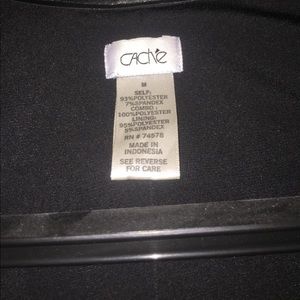 CACHÉ
M
SELF:
93%POLYESTER
7%SPANDEX
COMBO /
100%POLYESTER
LINING:
95%POLYESTER
5%SPANDEX
RN # 74578
MADE IN
INDONESIA
SEE REVERSE
FOR CARE